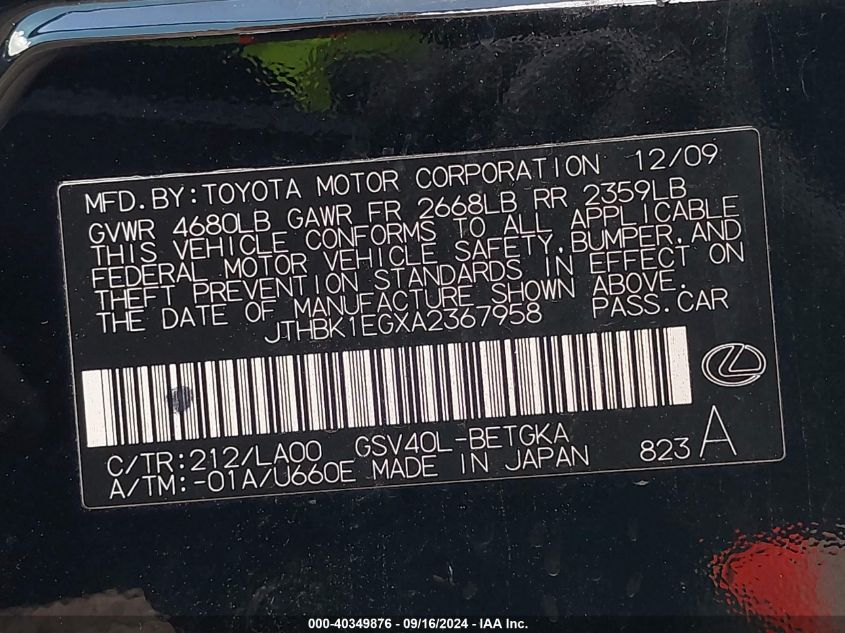 MFD.BY:TOYOTA MOTOR CORPORATION 12/09
GVWR 4680LB GAWR FR 2668LB RR 2359LB
THIS VEHICLE CONFORMS TO ALL APPLICABLE
FEDERAL MOTOR VEHICLE SAFETY,BUMPER,AND
THEFT PREVENTION STANDARDS IN EFFECT ON
THE DATE OF MANUFACTURE SHOWN ABOVE.
JTHBK1EGXA2367958 PASS.CAR
C/TR:212/LA00 GSV40L-BETGKA
A/TM:-01A/U660E MADE IN JAPAN 823 A
000-40349876 - 09/16/2024 - IAA Inc.